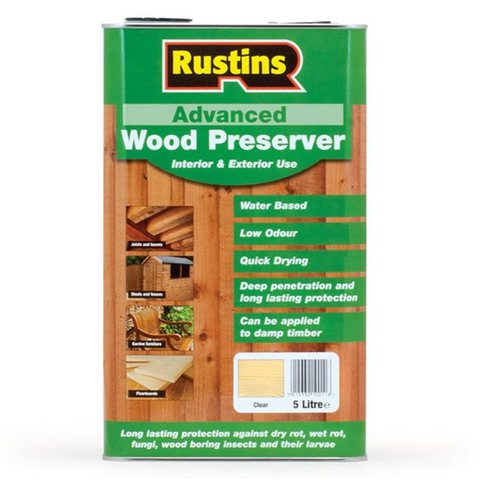 Rustins
Advanced
Wood Preserver
Interior & Exterior Use
Water Based
Low Odour
Quick Drying
Deep penetration and
long lasting protection
Can be applied
to damp timber
Joists and beams
Sheds and fences
Garden furniture
Floorboards
Clear
5 Litre e
Long lasting protection against dry rot, wet rot,
fungi, wood boring insects and their larvae